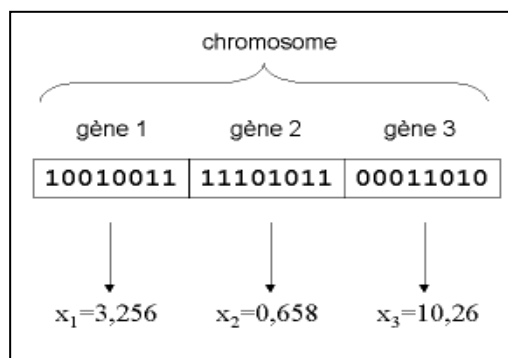 chromosome
gène 1 gène 2 gène 3
10010011 11101011 00011010
x₁=3,256 x₂=0,658 x₃=10,26